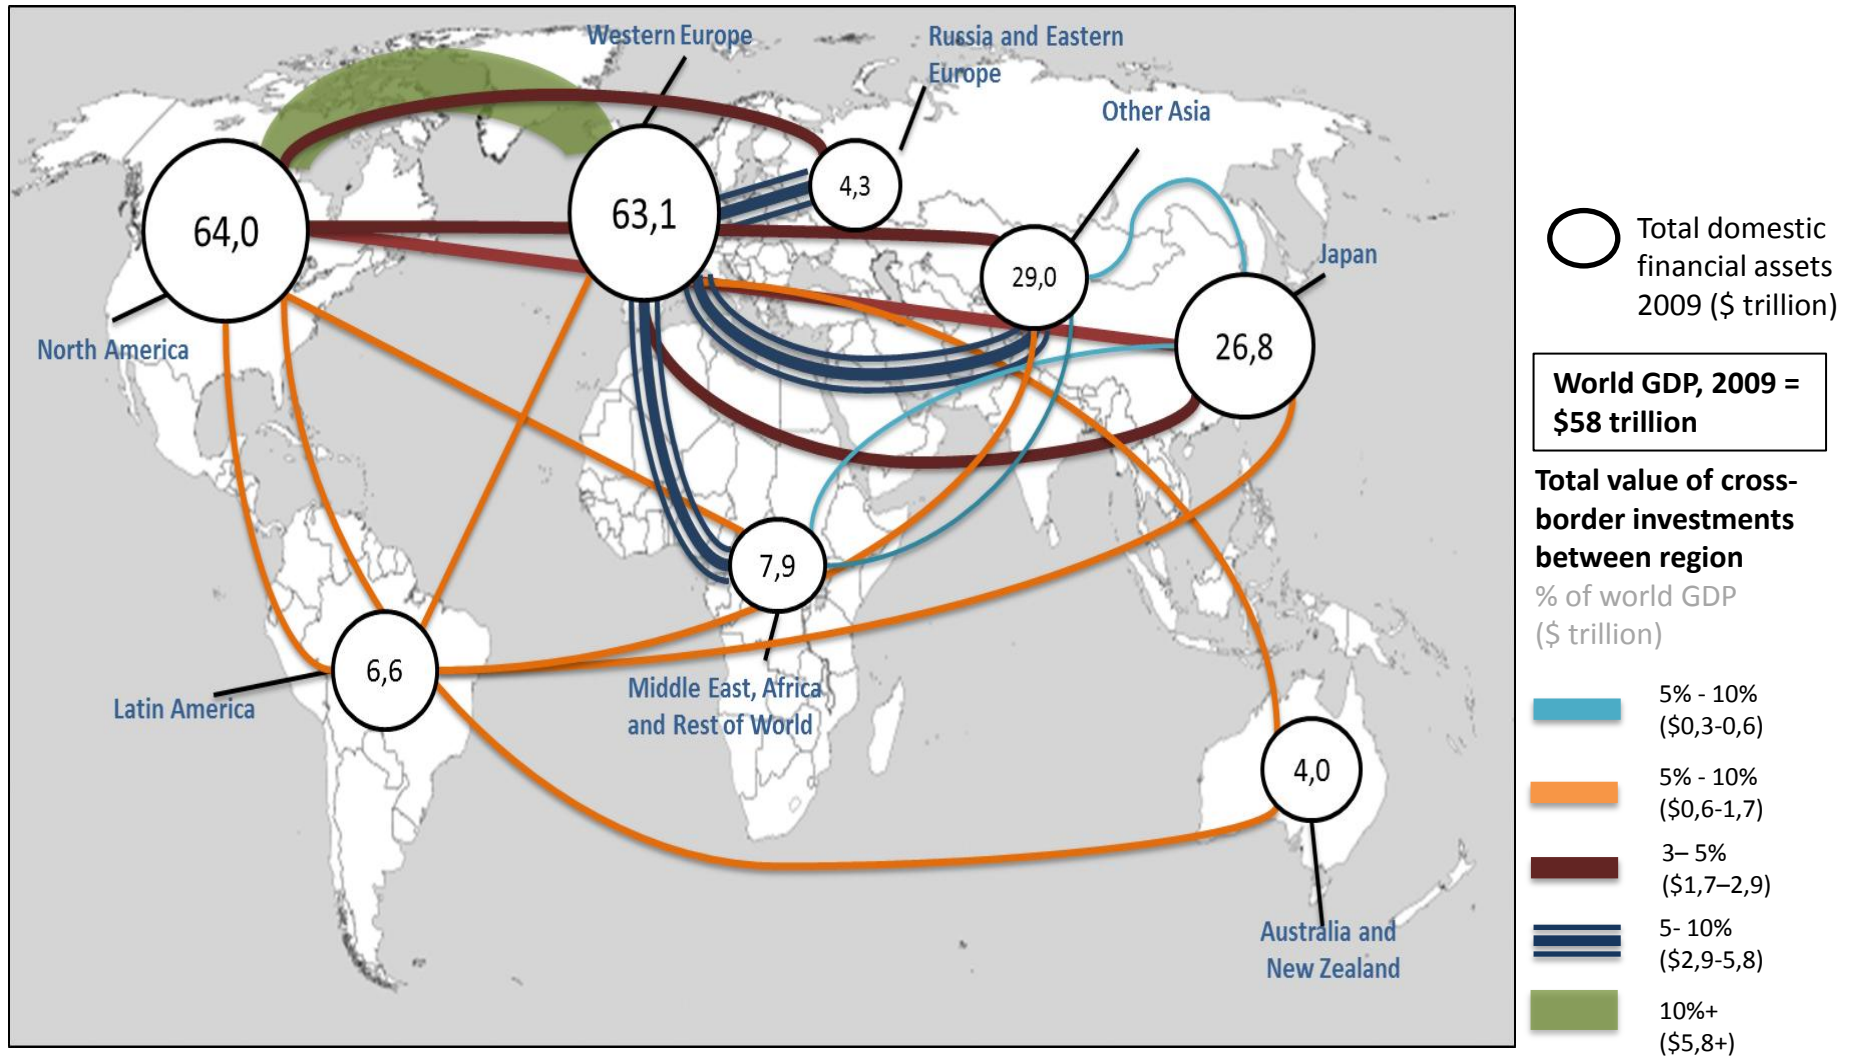 Western Europe
Russia and Eastern
Europe
Other Asia
Japan
North America
Latin America
Middle East, Africa
and Rest of World
Australia and
New Zealand
64,0
63,1
4,3
29,0
26,8
7,9
6,6
4,0
Total domestic
financial assets
2009 ($ trillion)
World GDP, 2009 =
$58 trillion
Total value of cross-
border investments
between region
% of world GDP
($ trillion)
5% - 10%
($0,3-0,6)
5% - 10%
($0,6-1,7)
3– 5%
($1,7–2,9)
5- 10%
($2,9-5,8)
10%+
($5,8+)